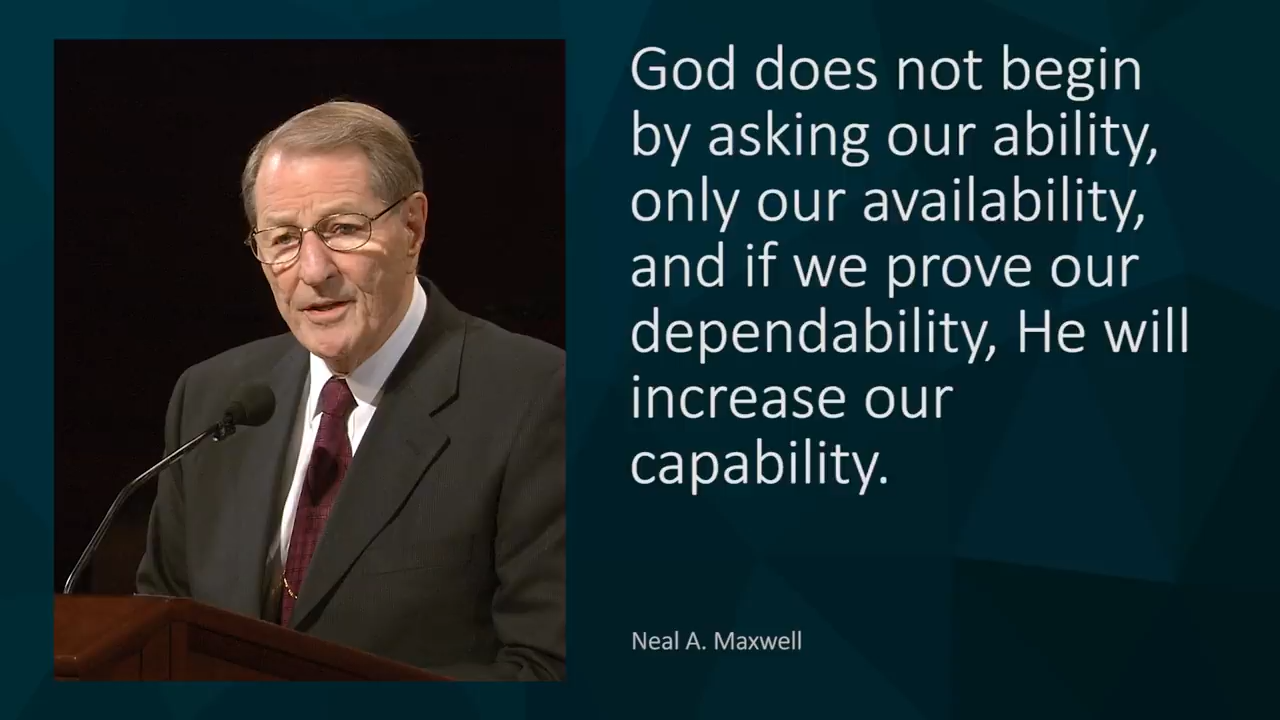 God does not begin
by asking our ability,
only our availability,
and if we prove our
dependability, He will
increase our
capability.
Neal A. Maxwell